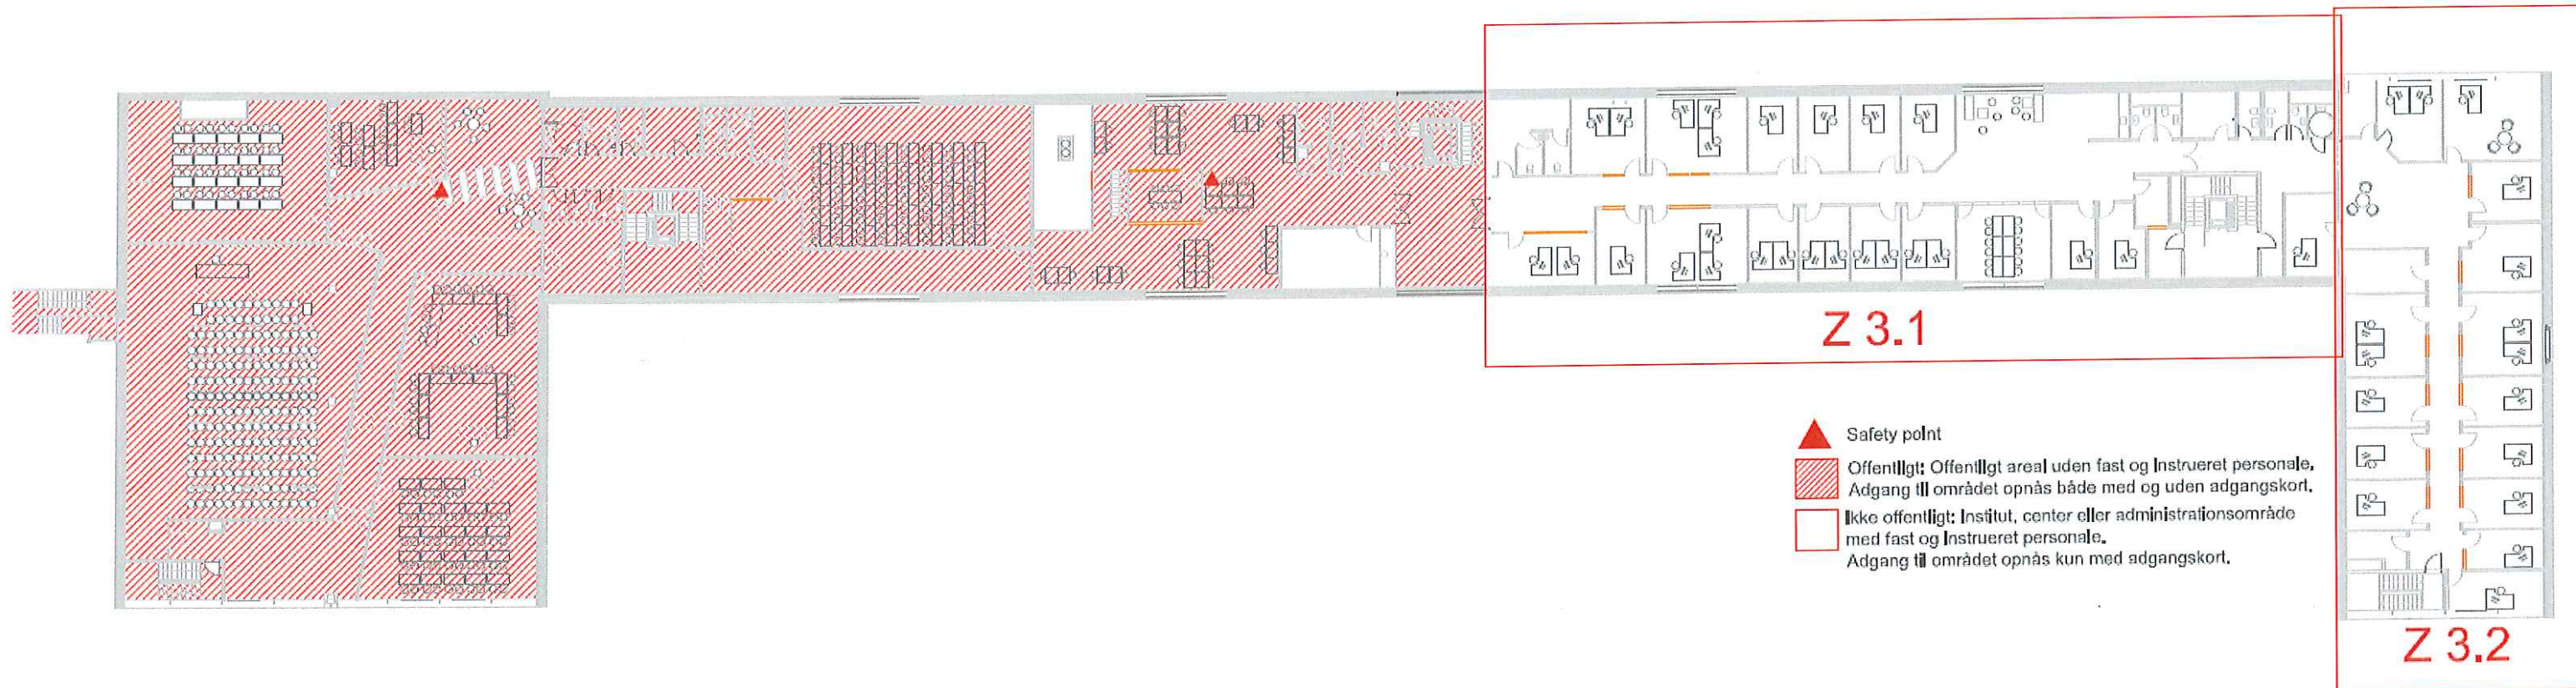 Z 3.1
Safety point
Offentligt: Offentligt areal uden fast og Instrueret personale.
Adgang til området opnås både med og uden adgangskort.
Ikke offentligt: Institut, center eller administrationsområde
med fast og Instrueret personale.
Adgang til området opnås kun med adgangskort.
Z 3.2